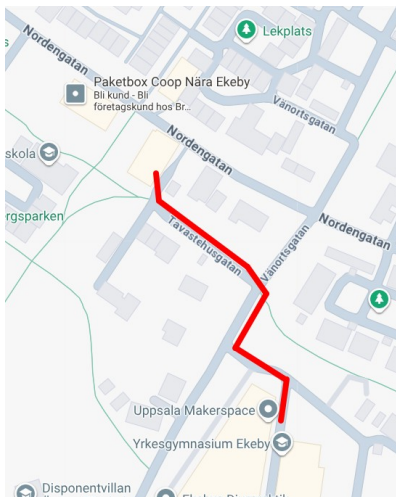 Lekplats
Nordengatan
Paketbox Coop Nära Ekeby
Bli kund - Bli
företagskund hos Br...
Vänortsgatan
Nordengatan
skola
ergsparken
Tavastehusgatan
Vänortsgatan
Nordengatan
Uppsala Makerspace
Yrkesgymnasium Ekeby
Disponentvillan